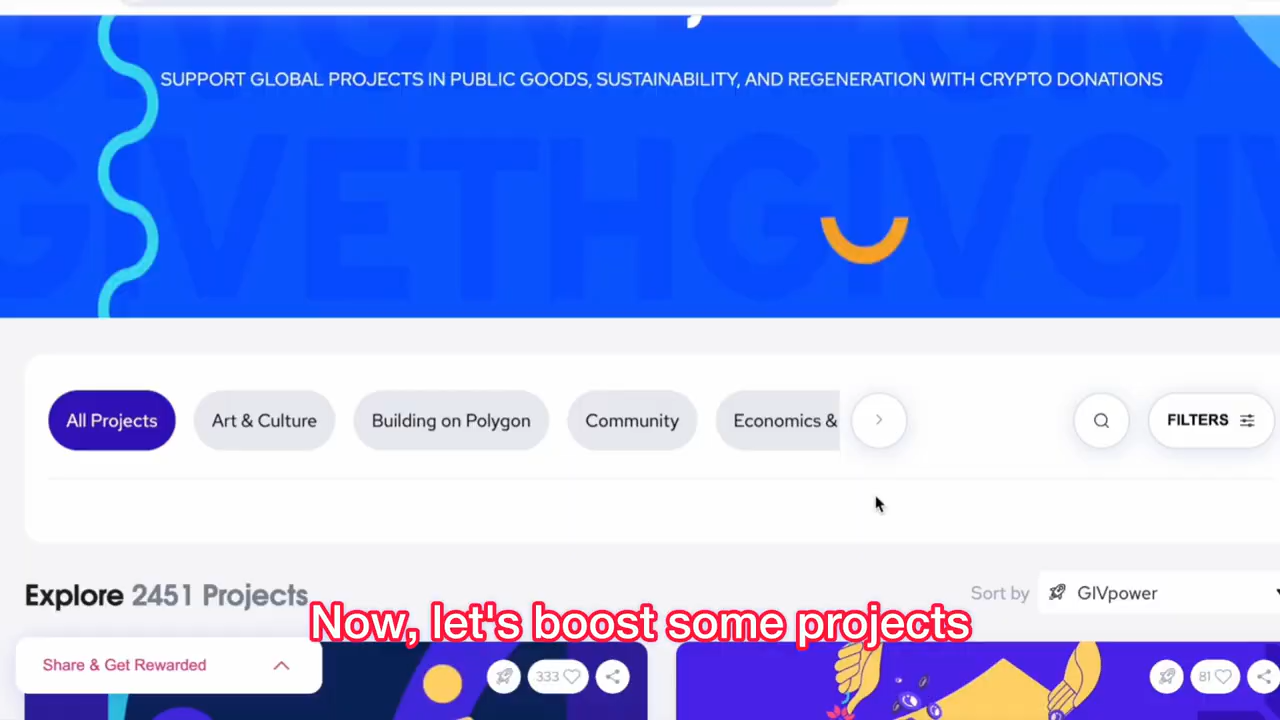 SUPPORT GLOBAL PROJECTS IN PUBLIC GOODS, SUSTAINABILITY, AND REGENERATION WITH CRYPTO DONATIONS
GIVETHGIVGIV
All Projects
Art & Culture
Building on Polygon
Community
Economics &
FILTERS
Explore 2451 Projects
Sort by
GIVpower
Now, let's boost some projects
Share & Get Rewarded
333
81